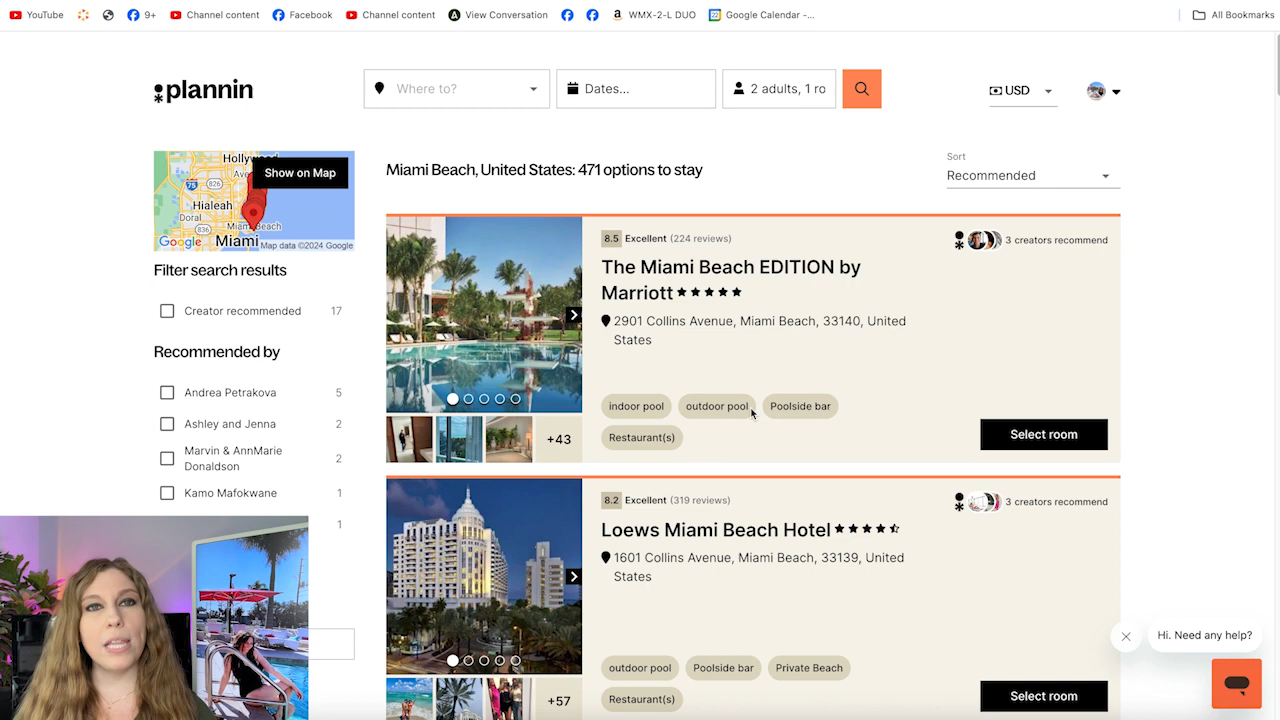 YouTube
9+
Channel content
Facebook
Channel content
View Conversation
WMX-2-L DUO
Google Calendar -...
All Bookmarks
plannin
Where to?
Dates...
2 adults, 1 ro
USD
Hollywood
Show on Map
Hialeah
Doral
Miami Beach
Miami
75
826
836
Google
Map data ©2024 Google
Miami Beach, United States: 471 options to stay
Sort
Recommended
Filter search results
Creator recommended 17
Recommended by
Andrea Petrakova 5
Ashley and Jenna 2
Marvin & AnnMarie
Donaldson 2
Kamo Mafokwane 1
1
8.5 Excellent (224 reviews)
3 creators recommend
The Miami Beach EDITION by
Marriott
2901 Collins Avenue, Miami Beach, 33140, United
States
indoor pool
outdoor pool
Poolside bar
Restaurant(s)
Select room
+43
8.2 Excellent (319 reviews)
3 creators recommend
Loews Miami Beach Hotel
1601 Collins Avenue, Miami Beach, 33139, United
States
outdoor pool
Poolside bar
Private Beach
Restaurant(s)
Select room
+57
Hi. Need any help?